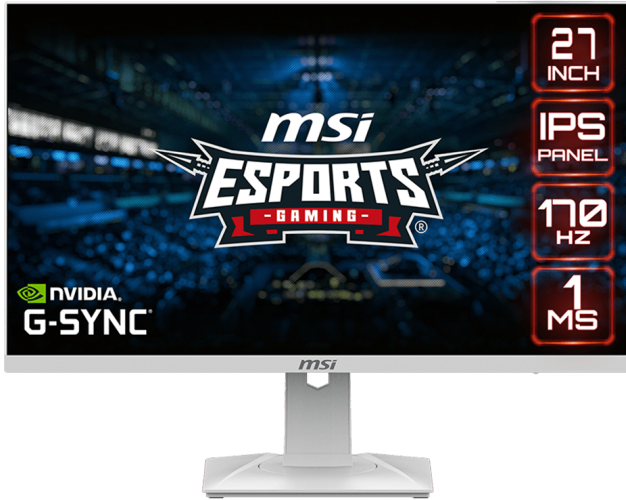 msi
ESPORTS
- GAMING -
®
27
INCH
IPS
PANEL
170
HZ
1
MS
NVIDIA.
G-SYNC
msi